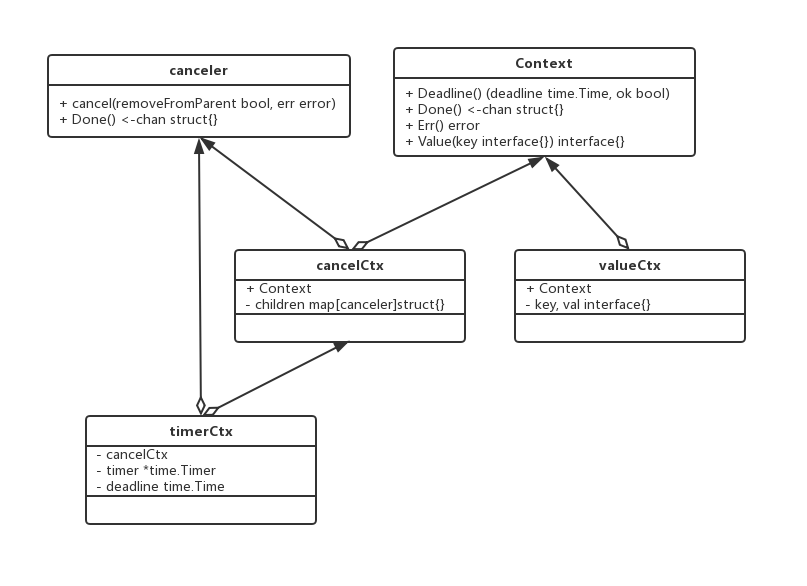 canceler
+ cancel(removeFromParent bool, err error)
+ Done() <-chan struct{}
Context
+ Deadline() (deadline time.Time, ok bool)
+ Done() <-chan struct{}
+ Err() error
+ Value(key interface{}) interface{}
cancelCtx
+ Context
- children map[canceler]struct{}
valueCtx
+ Context
- key, val interface{}
timerCtx
- cancelCtx
- timer *time.Timer
- deadline time.Time